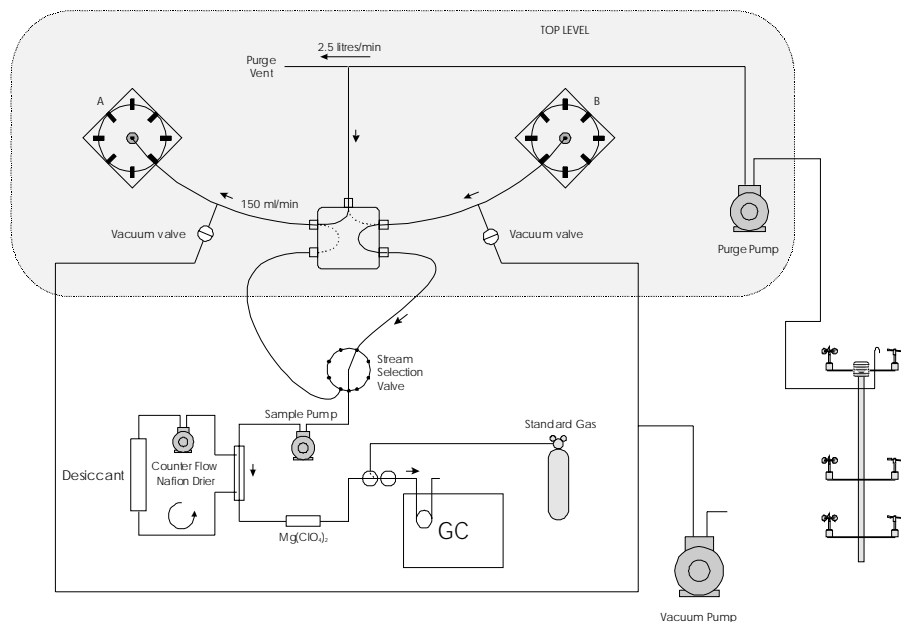 TOP LEVEL
2.5 litres/min
Purge
Vent
A
B
150 ml/min
Vacuum valve
Vacuum valve
Purge Pump
Stream
Selection
Valve
Sample Pump
Standard Gas
Desiccant
Counter Flow
Nafion Drier
GC
Mg(ClO₄)₂
Vacuum Pump